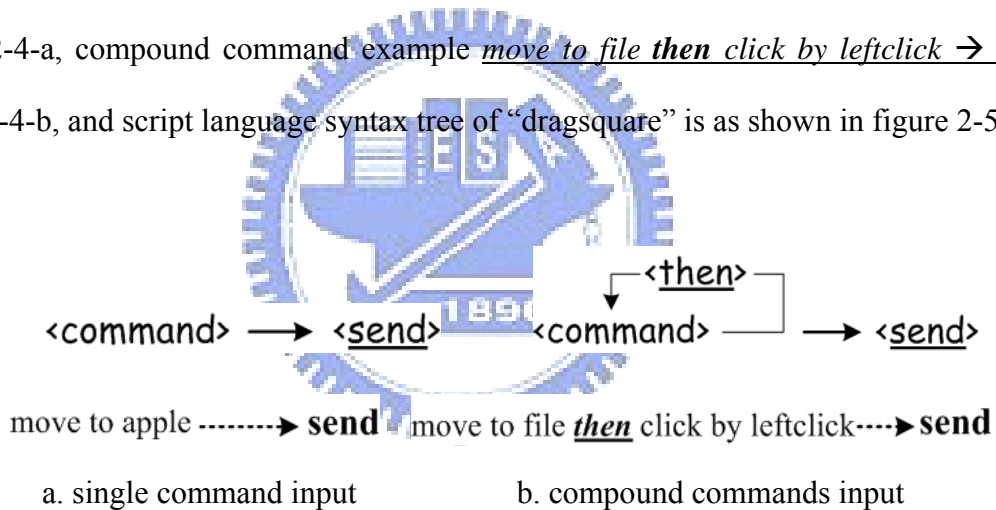 2-4-a, compound command example move to file then click by leftclick →
-4-b, and script language syntax tree of “dragsquare” is as shown in figure 2-5
E S A
<then>
189
<command> → <send> <command> → <send>
move to apple --------▸ send move to file then click by leftclick----▸ send
a. single command input b. compound commands input